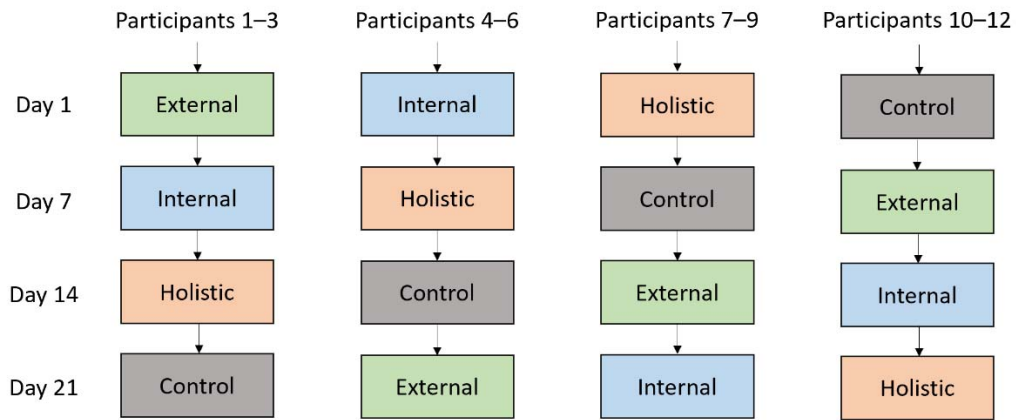 Participants 1–3 Participants 4–6 Participants 7–9 Participants 10–12
Day 1 External Internal Holistic Control
Day 7 Internal Holistic Control External
Day 14 Holistic Control External Internal
Day 21 Control External Internal Holistic